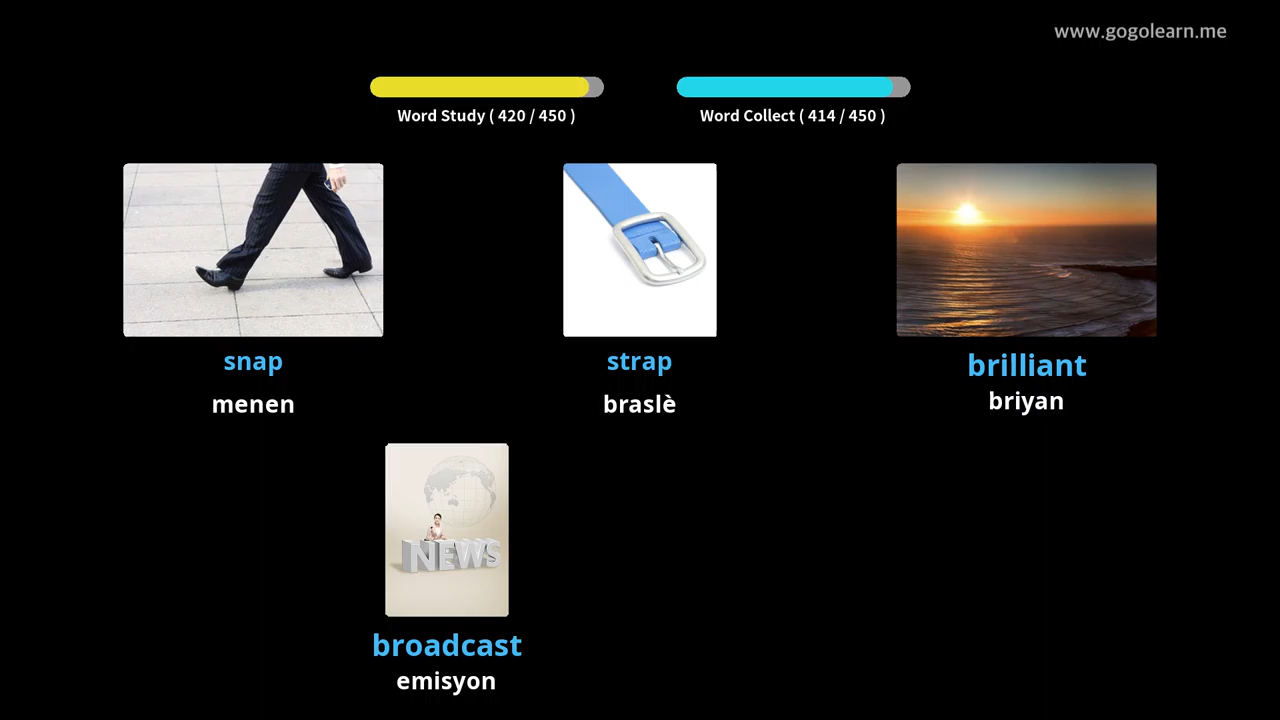 www.gogolearn.me
Word Study ( 420 / 450 )
Word Collect ( 414 / 450 )
snap
menen
strap
braslè
brilliant
briyan
NEWS
broadcast
emisyon